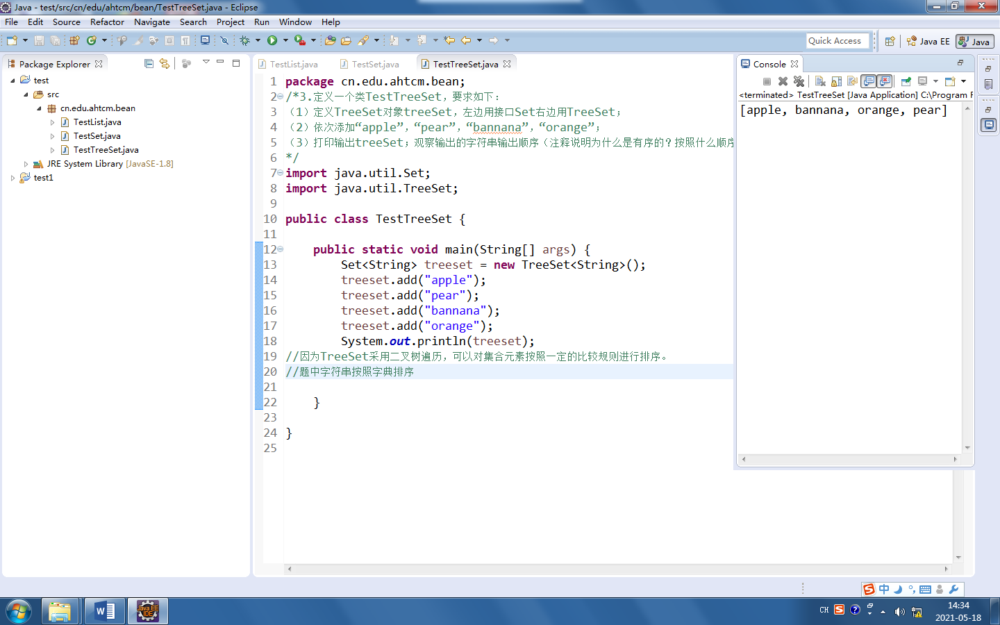 Java - test/src/cn/edu/ahtcm/bean/TestTreeSet.java - Eclipse
File Edit Source Refactor Navigate Search Project Run Window Help
Quick Access
Java EE
Java
Package Explorer
test
src
cn.edu.ahtcm.bean
TestList.java
TestSet.java
TestTreeSet.java
JRE System Library [JavaSE-1.8]
test1
TestList.java TestSet.java TestTreeSet.java
1 package cn.edu.ahtcm.bean;
2 /*3.定义一个类TestTreeSet，要求如下：
3 （1）定义TreeSet对象treeSet，左边用接口Set右边用TreeSet；
4 （2）依次添加“apple”，“pear”，“bannana”，“orange”；
5 （3）打印输出treeSet；观察输出的字符串输出顺序（注释说明为什么是有序的？按照什么顺序
6 */
7 import java.util.Set;
8 import java.util.TreeSet;
9
10 public class TestTreeSet {
11
12 public static void main(String[] args) {
13 Set<String> treeset = new TreeSet<String>();
14 treeset.add("apple");
15 treeset.add("pear");
16 treeset.add("bannana");
17 treeset.add("orange");
18 System.out.println(treeset);
19 //因为TreeSet采用二叉树遍历，可以对集合元素按照一定的比较规则进行排序。
20 //题中字符串按照字典排序
21
22 }
23
24 }
25
Console
<terminated> TestTreeSet [Java Application] C:\Program F
[apple, bannana, orange, pear]
中
Java EE
IDE
CH
14:34
2021-05-18